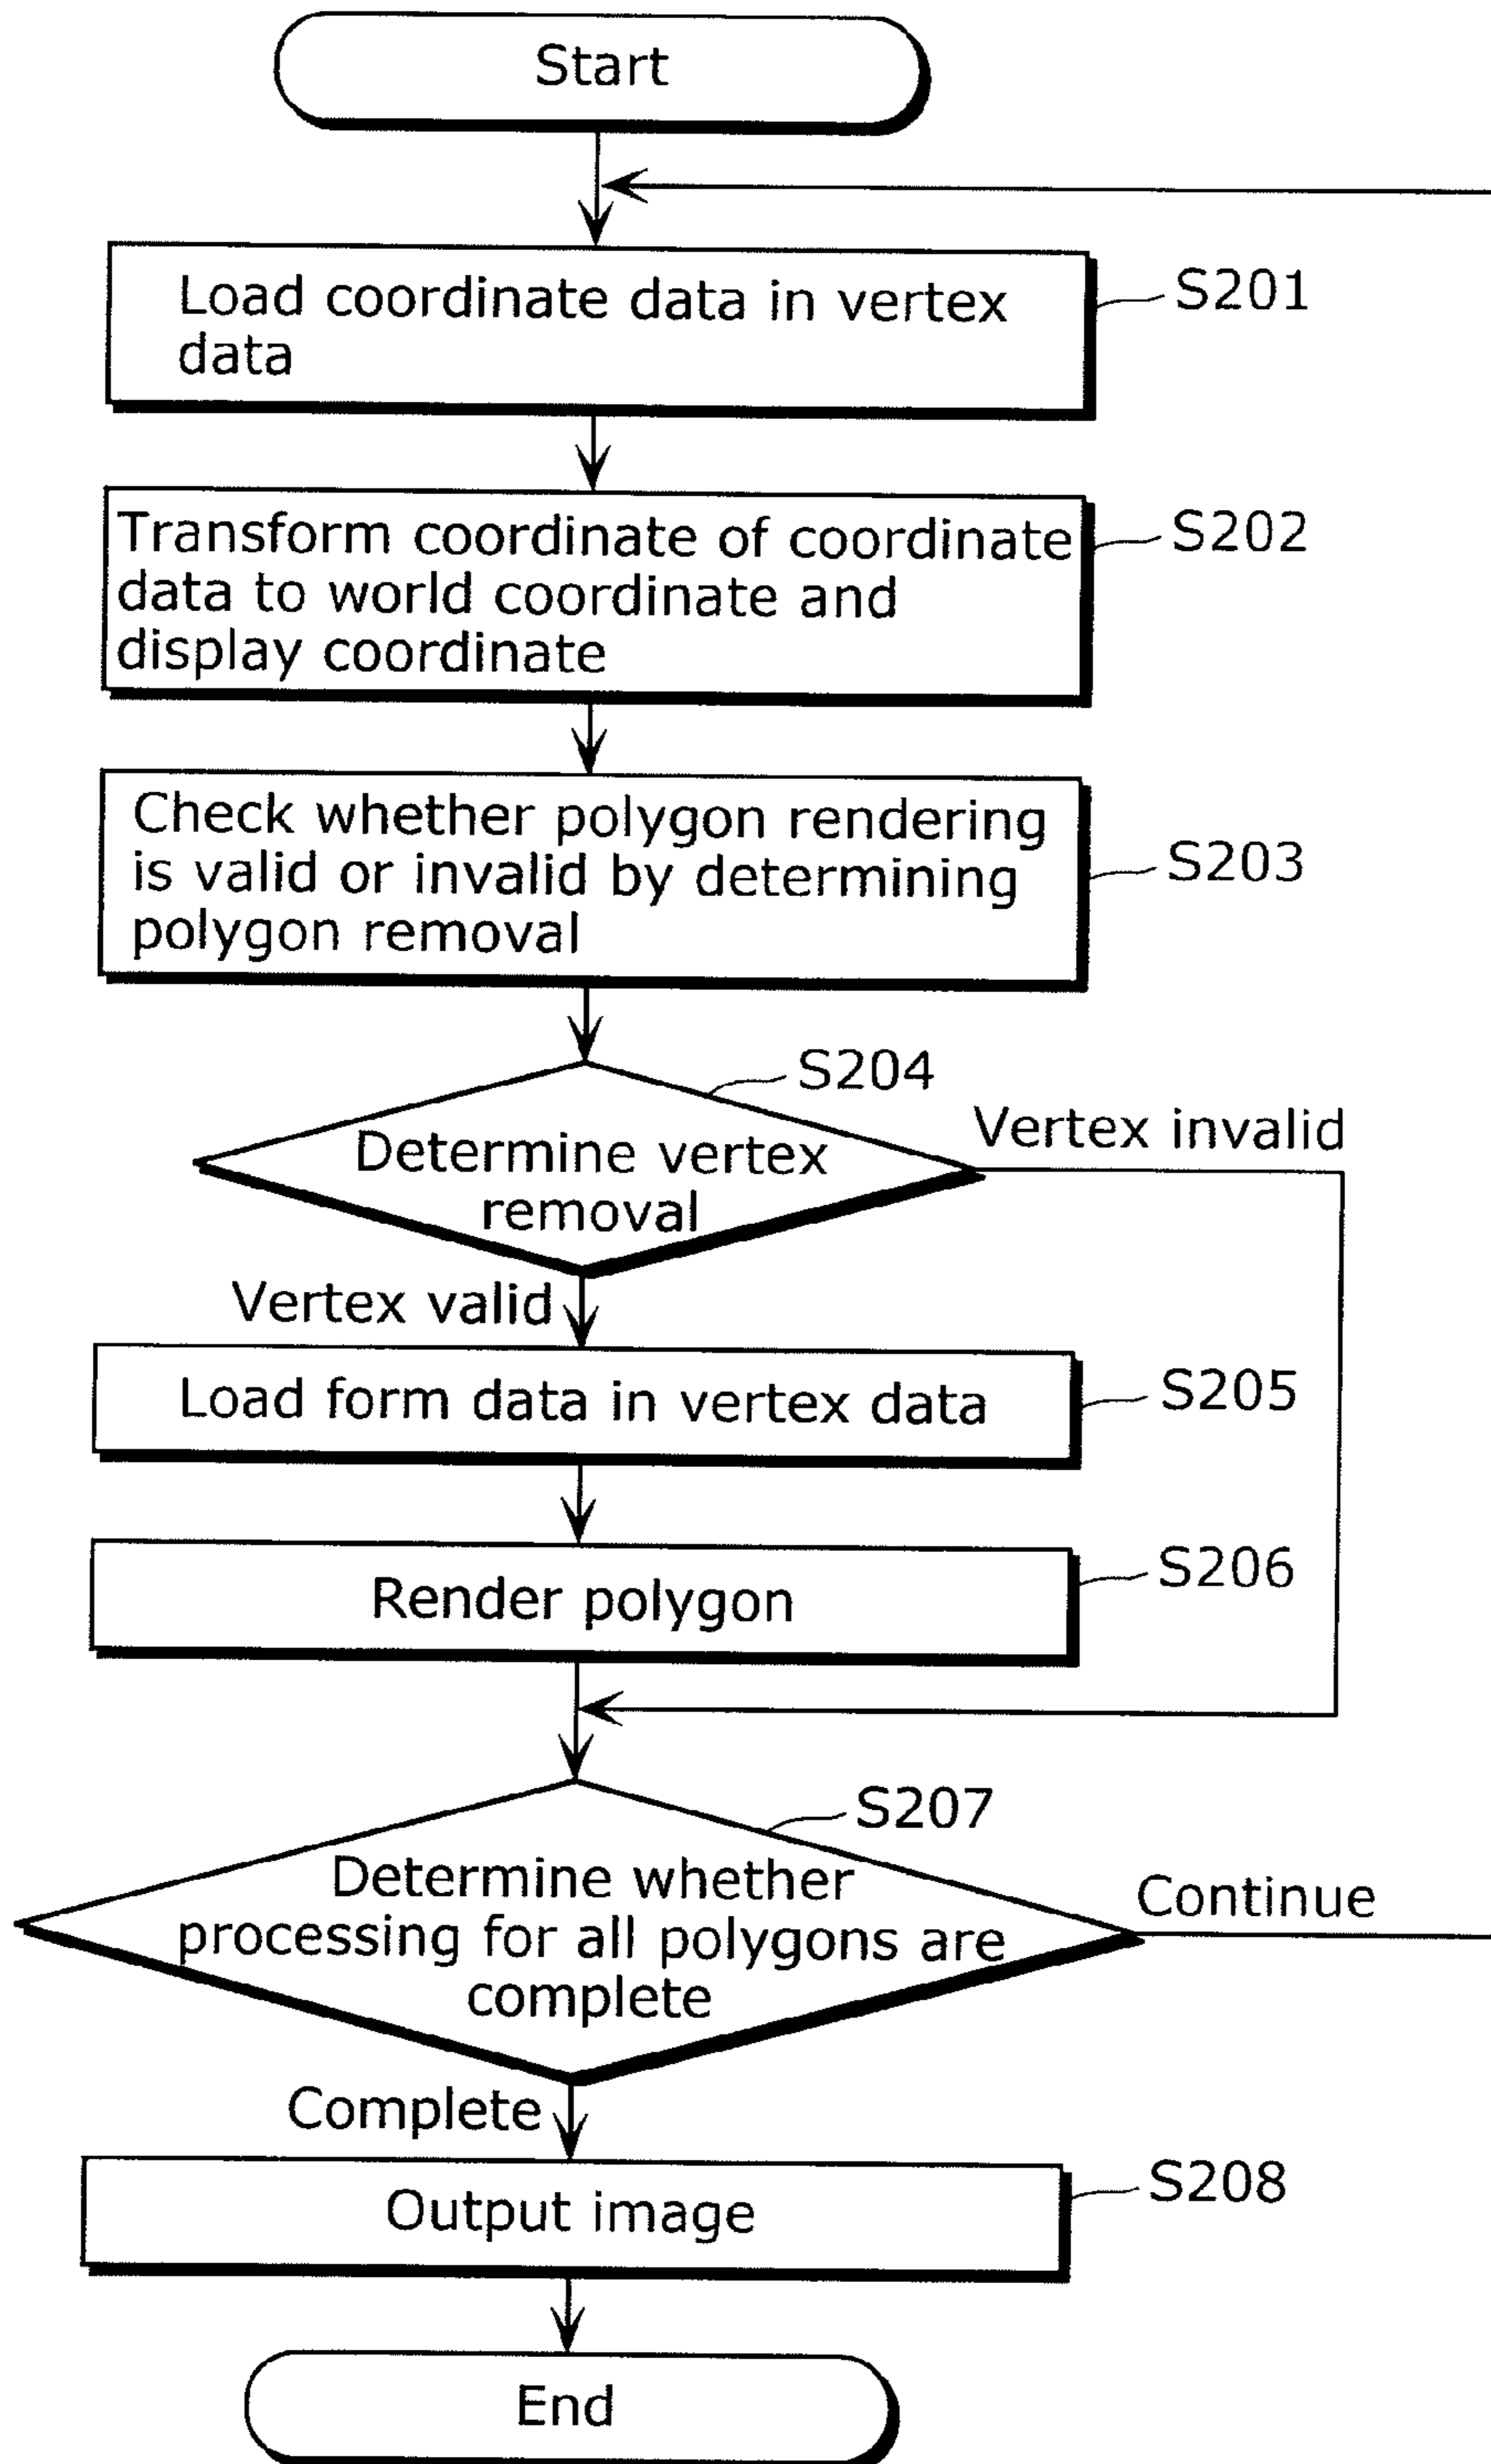 Start
Load coordinate data in vertex
data
S201
Transform coordinate of coordinate
data to world coordinate and
display coordinate
S202
Check whether polygon rendering
is valid or invalid by determining
polygon removal
S203
S204
Determine vertex
removal
Vertex invalid
Vertex valid
Load form data in vertex data
S205
Render polygon
S206
S207
Determine whether
processing for all polygons are
complete
Continue
Complete
Output image
S208
End